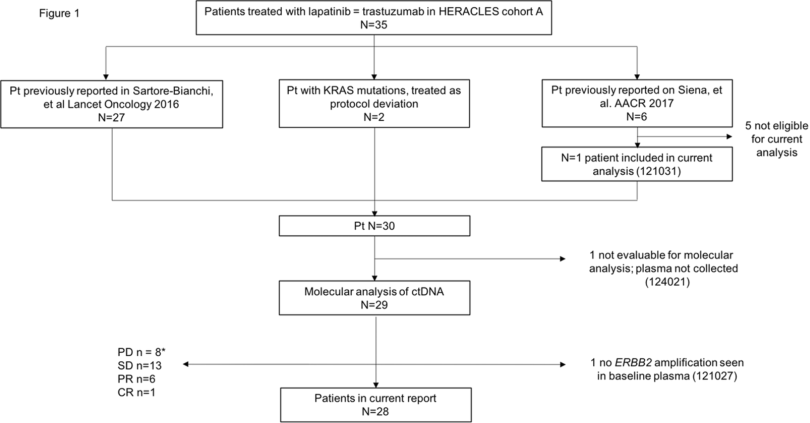 Figure 1
Patients treated with lapatinib = trastuzumab in HERACLES cohort A
N=35
Pt previously reported in Sartore-Bianchi,
et al Lancet Oncology 2016
N=27
Pt with KRAS mutations, treated as
protocol deviation
N=2
Pt previously reported on Siena, et
al. AACR 2017
N=6
5 not eligible
for current
analysis
N=1 patient included in current
analysis (121031)
Pt N=30
1 not evaluable for molecular
analysis; plasma not collected
(124021)
Molecular analysis of ctDNA
N=29
PD n = 8*
SD n=13
PR n=6
CR n=1
1 no ERBB2 amplification seen
in baseline plasma (121027)
Patients in current report
N=28